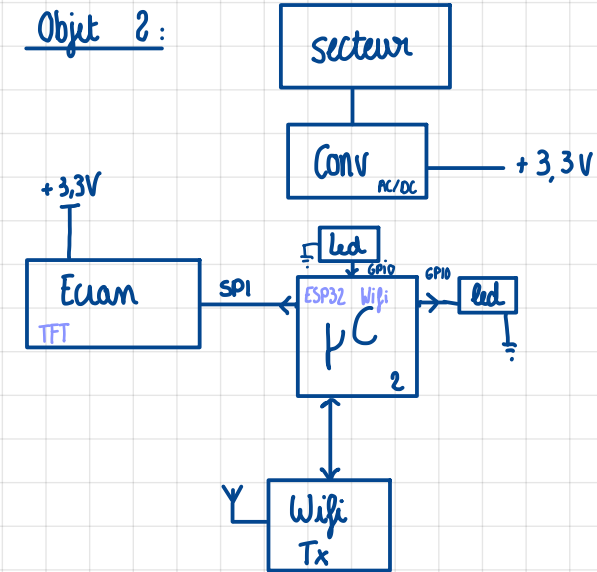 Objet 2 :
secteur
Conv
AC/DC
+ 3,3V
+ 3,3V
Led
GPIO
Ecran
TFT
SPI
ESP32 Wifi
μC
2
GPIO
led
Wifi
Tx